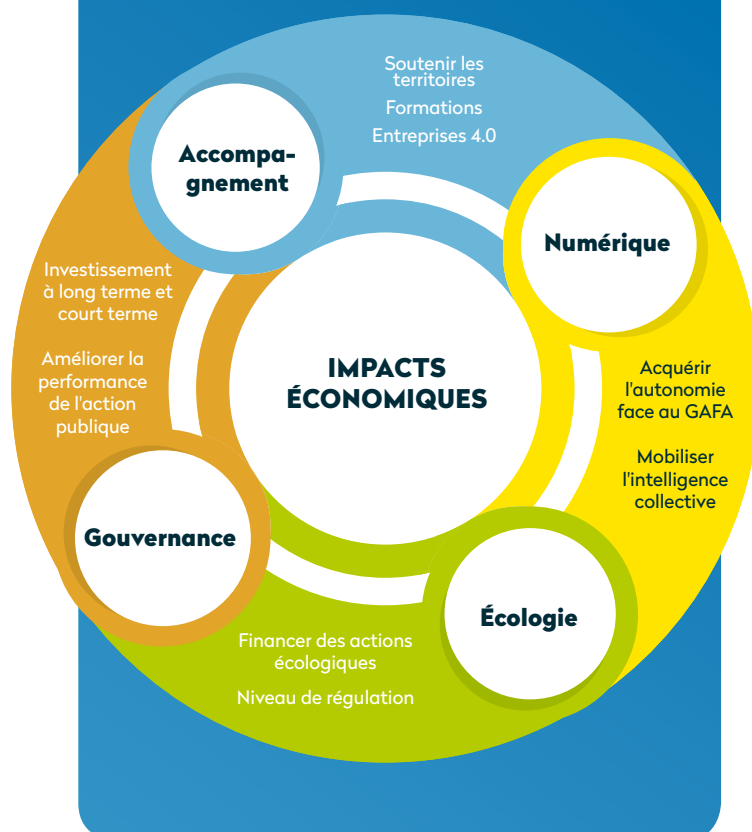 Soutenir les
territoires
Formations
Entreprises 4.0
Accompa-
gnement
Numérique
Investissement
à long terme et
court terme
Améliorer la
performance
de l'action
publique
IMPACTS
ÉCONOMIQUES
Acquérir
l'autonomie
face au GAFA
Mobiliser
l'intelligence
collective
Gouvernance
Écologie
Financer des actions
écologiques
Niveau de régulation